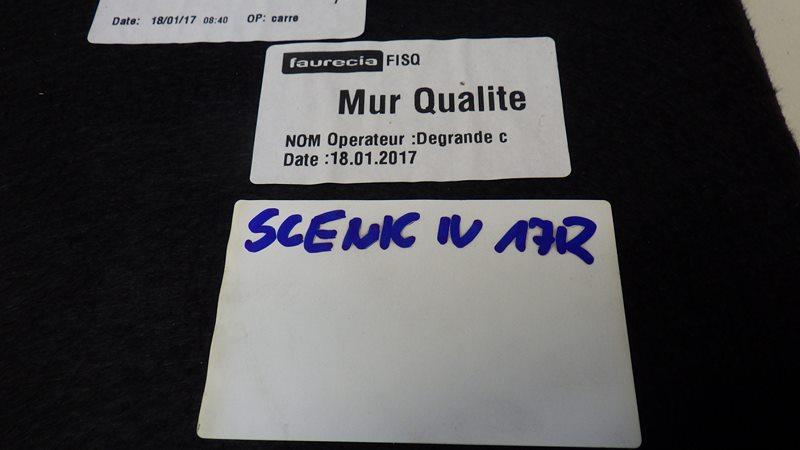 Date: 18/01/17 08:40 OP: carre
faurecia FISQ
Mur Qualite
NOM Operateur :Degrande c
Date :18.01.2017
SCENIC IV 17R